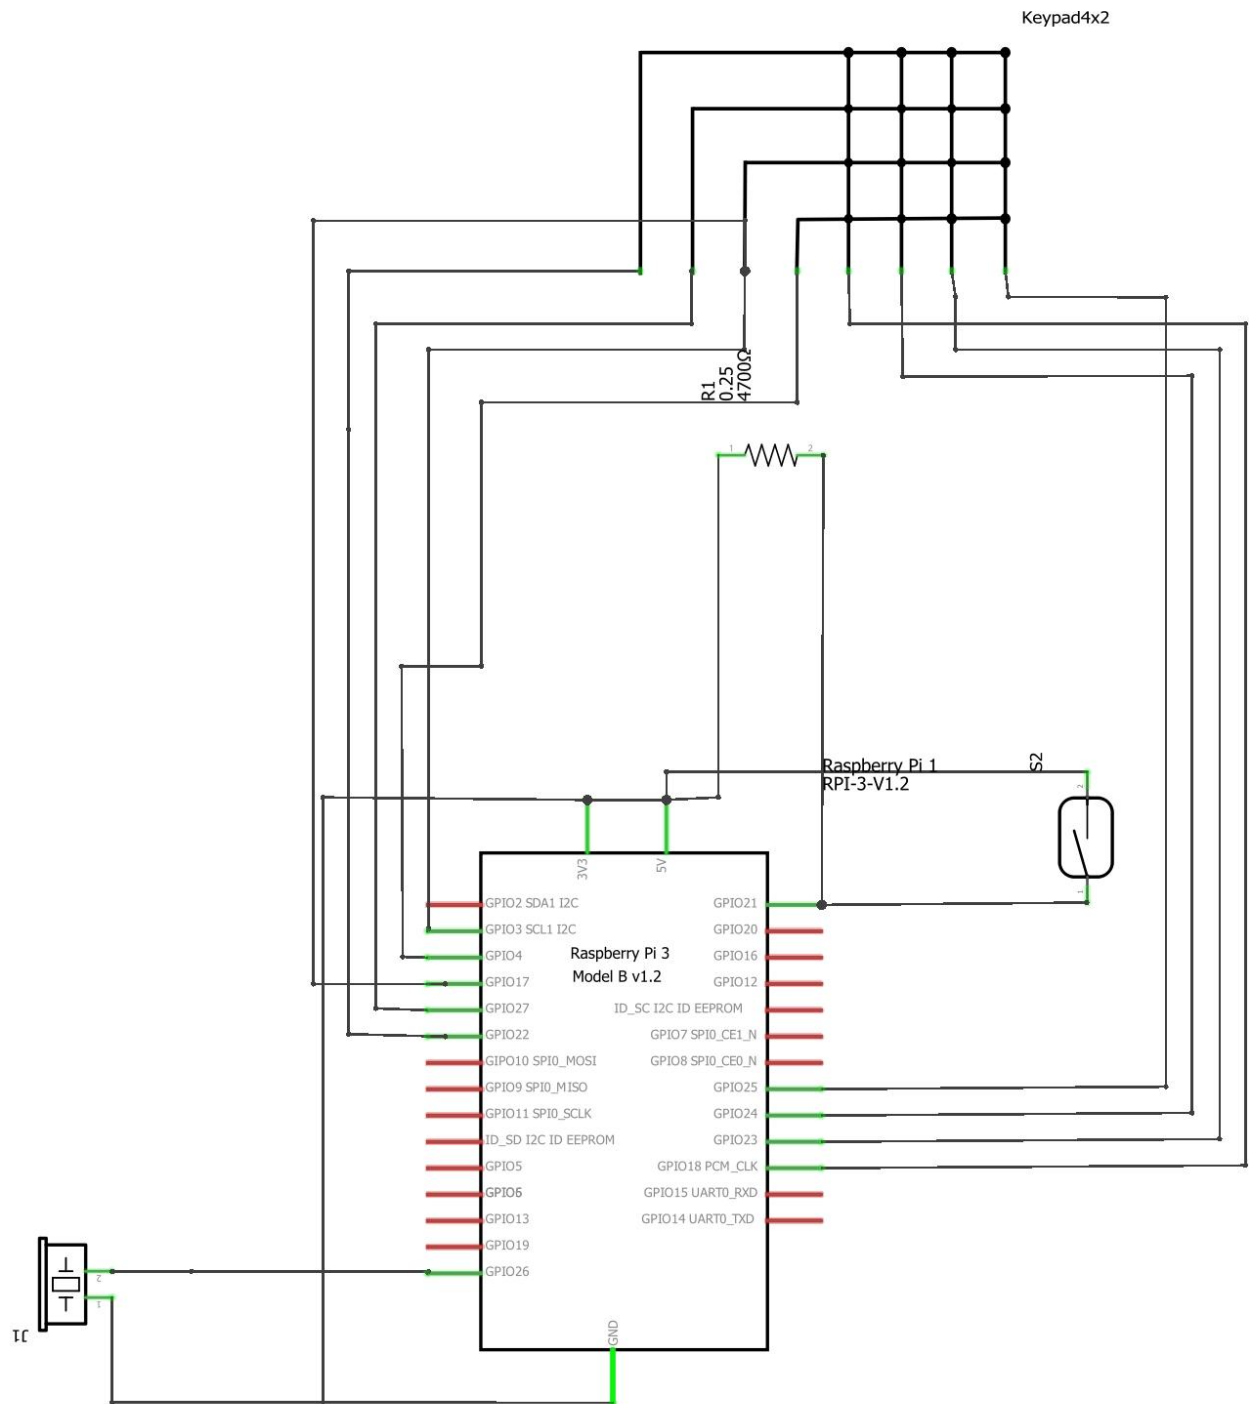 Keypad4x2
R1
0.25
4700Ω
1
2
Raspberry Pi 1
RPI-3-V1.2
S2
2
1
3V3
5V
GPIO2 SDA1 I2C
GPIO3 SCL1 I2C
GPIO4
GPIO17
GPIO27
GPIO22
GIPO10 SPI0_MOSI
GPIO9 SPI0_MISO
GPIO11 SPI0_SCLK
ID_SD I2C ID EEPROM
GPIO5
GPIO6
GPIO13
GPIO19
GPIO26
Raspberry Pi 3
Model B v1.2
GPIO21
GPIO20
GPIO16
GPIO12
ID_SC I2C ID EEPROM
GPIO7 SPI0_CE1_N
GPIO8 SPI0_CE0_N
GPIO25
GPIO24
GPIO23
GPIO18 PCM_CLK
GPIO15 UART0_RXD
GPIO14 UART0_TXD
GND
2
1
J1